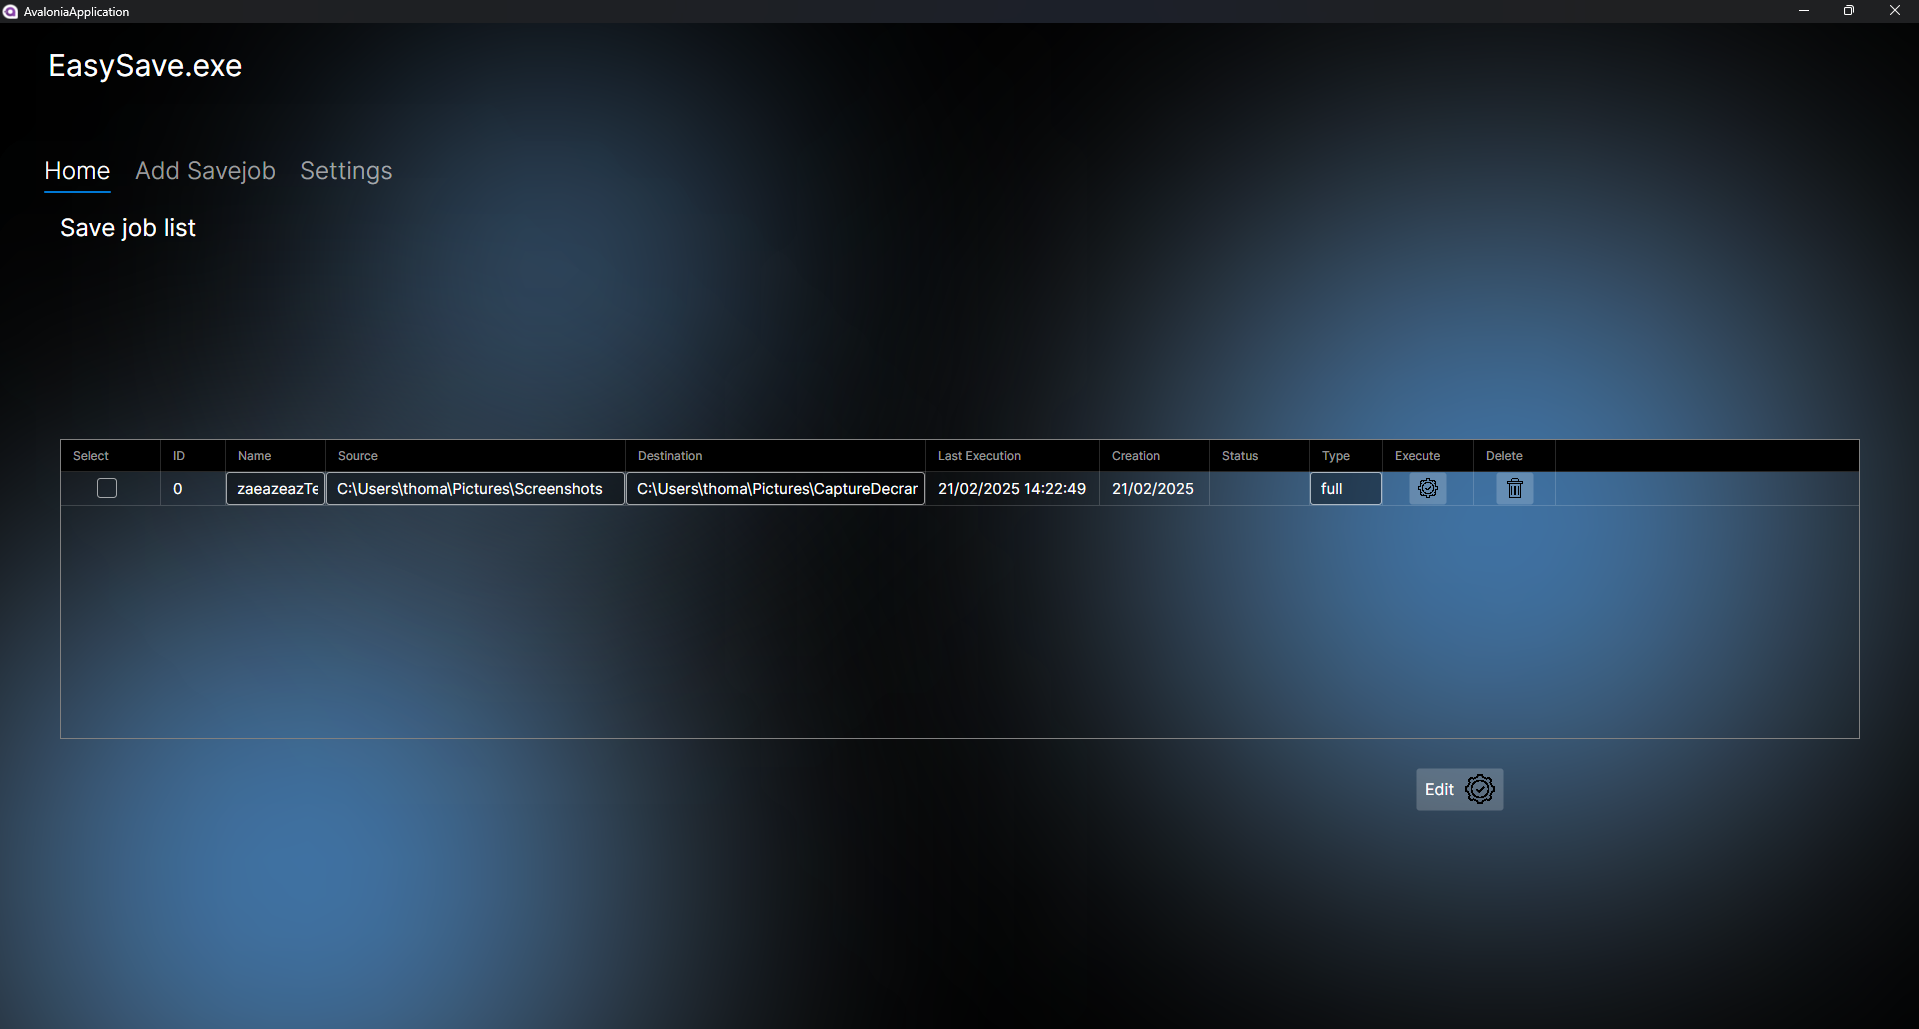 AvaloniaApplication
EasySave.exe
Home Add Savejob Settings
Save job list
Select ID Name Source Destination Last Execution Creation Status Type Execute Delete
0 zaeazeazTe C:\Users\thoma\Pictures\Screenshots C:\Users\thoma\Pictures\CaptureDecrar 21/02/2025 14:22:49 21/02/2025 full
Edit